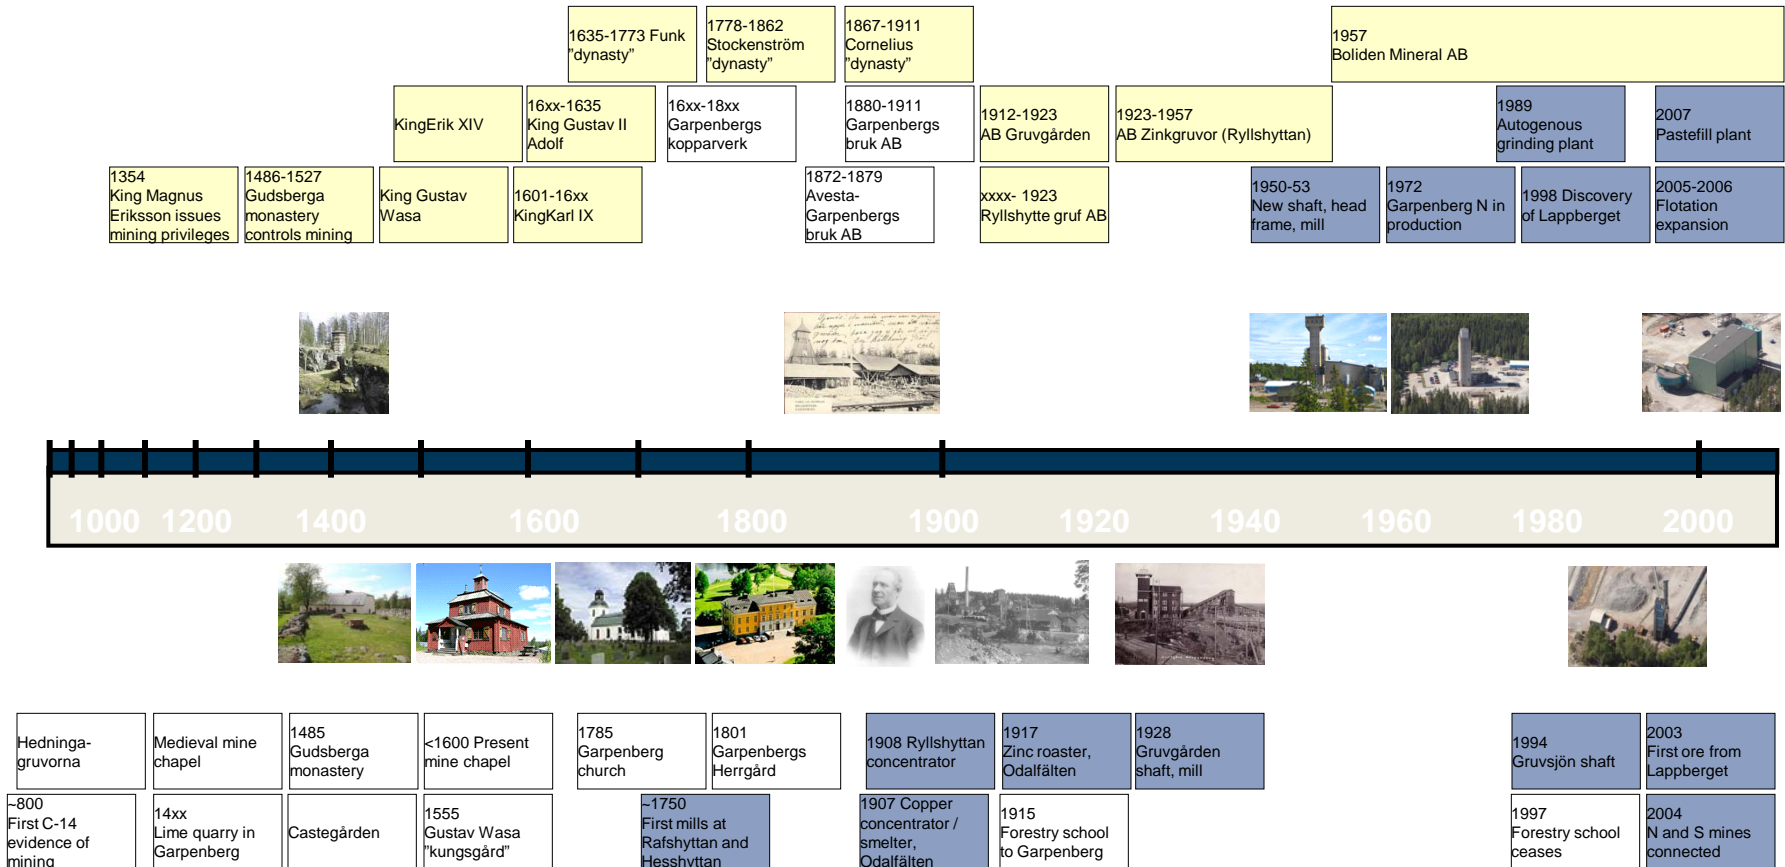 1635-1773 Funk
”dynasty”
1778-1862
Stockenström
”dynasty”
1867-1911
Cornelius
”dynasty”
1957
Boliden Mineral AB
KingErik XIV
16xx-1635
King Gustav II
Adolf
16xx-18xx
Garpenbergs
kopparverk
1880-1911
Garpenbergs
bruk AB
1912-1923
AB Gruvgården
1923-1957
AB Zinkgruvor (Ryllshyttan)
1989
Autogenous
grinding plant
2007
Pastefill plant
1354
King Magnus
Eriksson issues
mining privileges
1486-1527
Gudsberga
monastery
controls mining
King Gustav
Wasa
1601-16xx
KingKarl IX
1872-1879
Avesta-
Garpenbergs
bruk AB
xxxx- 1923
Ryllshytte gruf AB
1950-53
New shaft, head
frame, mill
1972
Garpenberg N in
production
1998 Discovery
of Lappberget
2005-2006
Flotation
expansion
1000 1200 1400 1600 1800 1900 1920 1940 1960 1980 2000
Hedninga-
gruvorna
Medieval mine
chapel
1485
Gudsberga
monastery
<1600 Present
mine chapel
1785
Garpenberg
church
1801
Garpenbergs
Herrgård
1908 Ryllshyttan
concentrator
1917
Zinc roaster,
Odalfälten
1928
Gruvgården
shaft, mill
1994
Gruvsjön shaft
2003
First ore from
Lappberget
~800
First C-14
evidence of
mining
14xx
Lime quarry in
Garpenberg
Castegården
1555
Gustav Wasa
”kungsgård”
~1750
First mills at
Rafshyttan and
Hesshyttan
1907 Copper
concentrator /
smelter,
Odalfälten
1915
Forestry school
to Garpenberg
1997
Forestry school
ceases
2004
N and S mines
connected